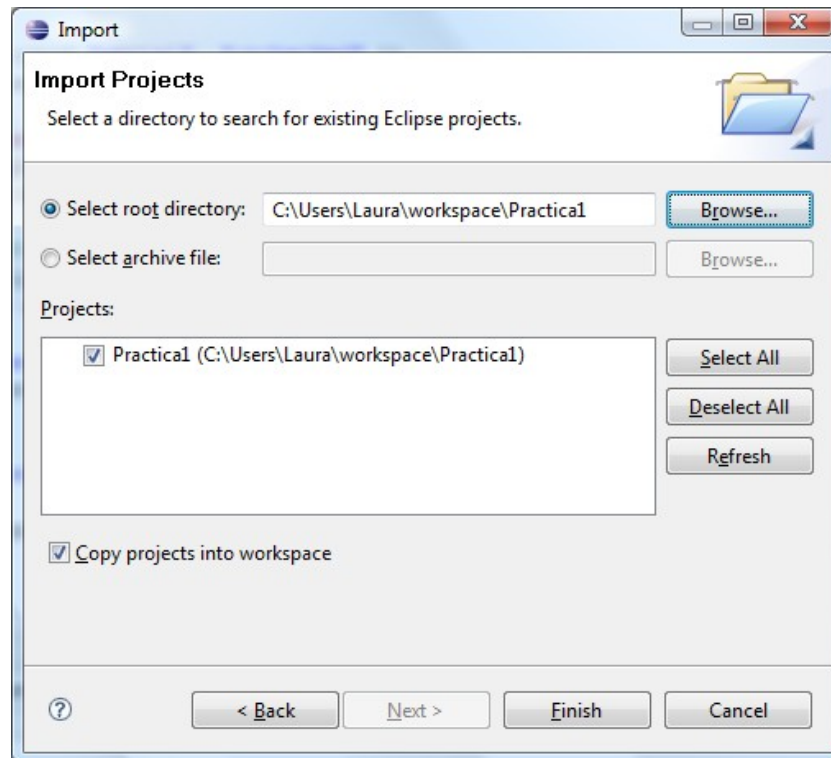 Import
Import Projects
Select a directory to search for existing Eclipse projects.
Select root directory: C:\Users\Laura\workspace\Practica1 Browse...
Select archive file: Browse...
Projects:
Practica1 (C:\Users\Laura\workspace\Practica1)
Select All
Deselect All
Refresh
Copy projects into workspace
? < Back Next > Finish Cancel